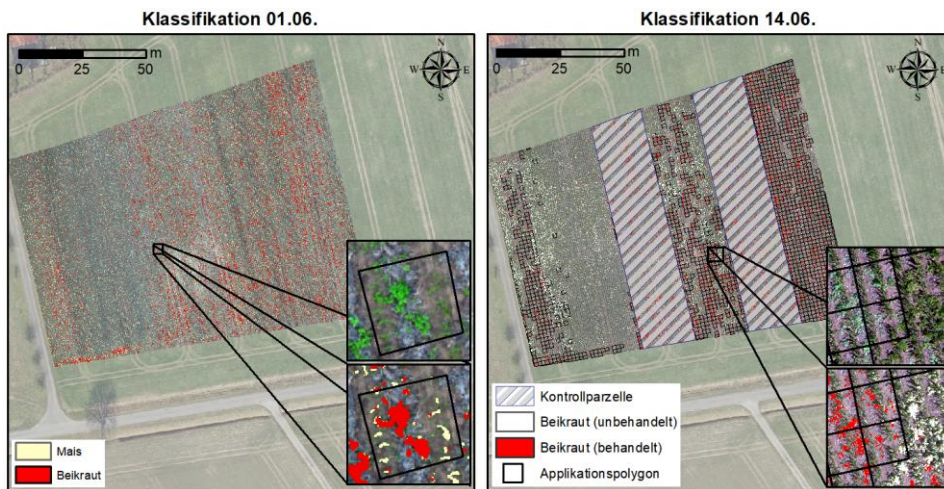 Klassifikation 01.06.
0 25 50 m
N
W E
S
Mais
Beikraut
Klassifikation 14.06.
0 25 50 m
N
W E
S
Kontrollparzelle
Beikraut (unbehandelt)
Beikraut (behandelt)
Applikationspolygon